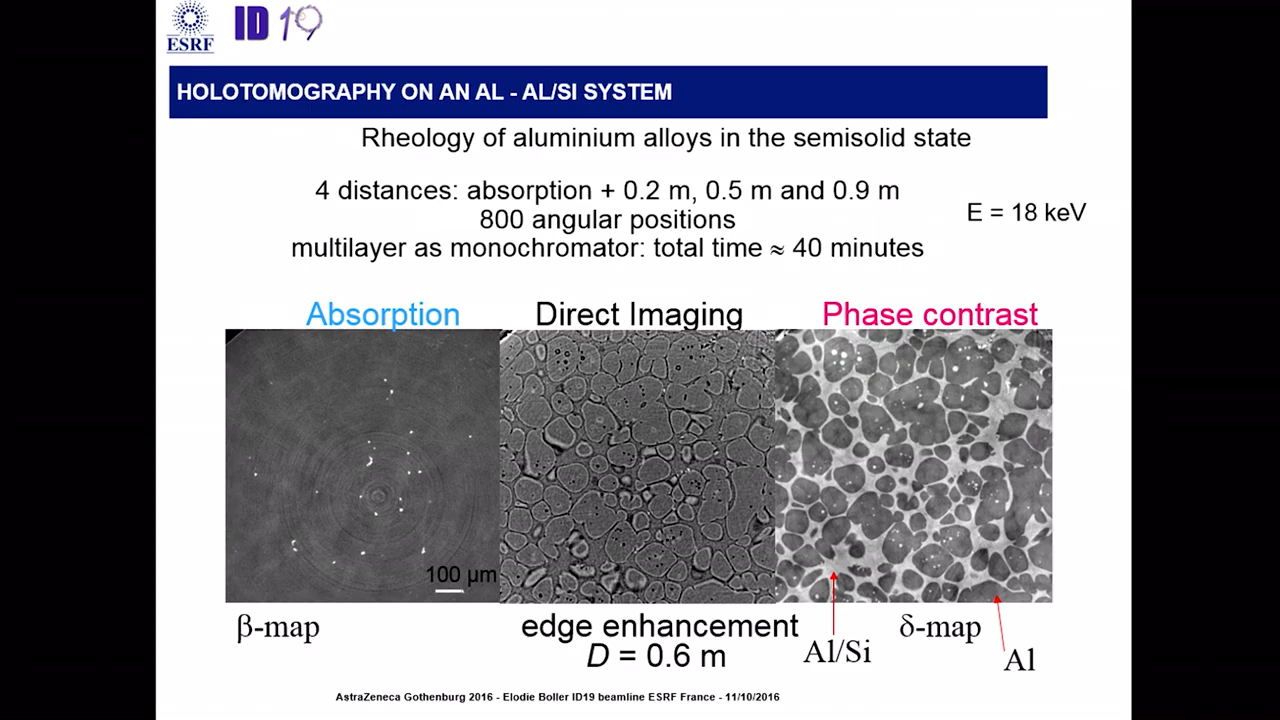 ESRF
ID 19
HOLOTOMOGRAPHY ON AN AL - AL/SI SYSTEM
Rheology of aluminium alloys in the semisolid state
4 distances: absorption + 0.2 m, 0.5 m and 0.9 m
E = 18 keV
800 angular positions
multilayer as monochromator: total time ≈ 40 minutes
Absorption
Direct Imaging
Phase contrast
100 μm
β-map
edge enhancement
D = 0.6 m
Al/Si
δ-map
Al
AstraZeneca Gothenburg 2016 - Elodie Boller ID19 beamline ESRF France - 11/10/2016